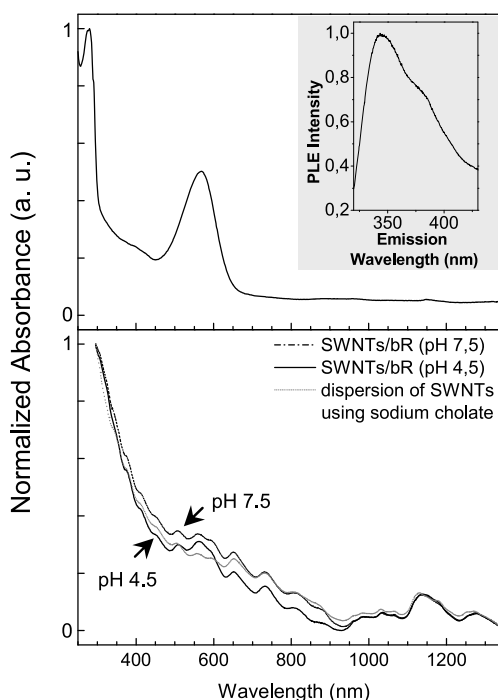 Normalized Absorbance (a. u.)
1
0
PLE Intensity
1,0
0,8
0,6
0,4
0,2
350 400
Emission
Wavelength (nm)
1
0
SWNTs/bR (pH 7,5)
SWNTs/bR (pH 4,5)
dispersion of SWNTs
using sodium cholate
pH 7.5
pH 4.5
400 600 800 1000 1200
Wavelength (nm)